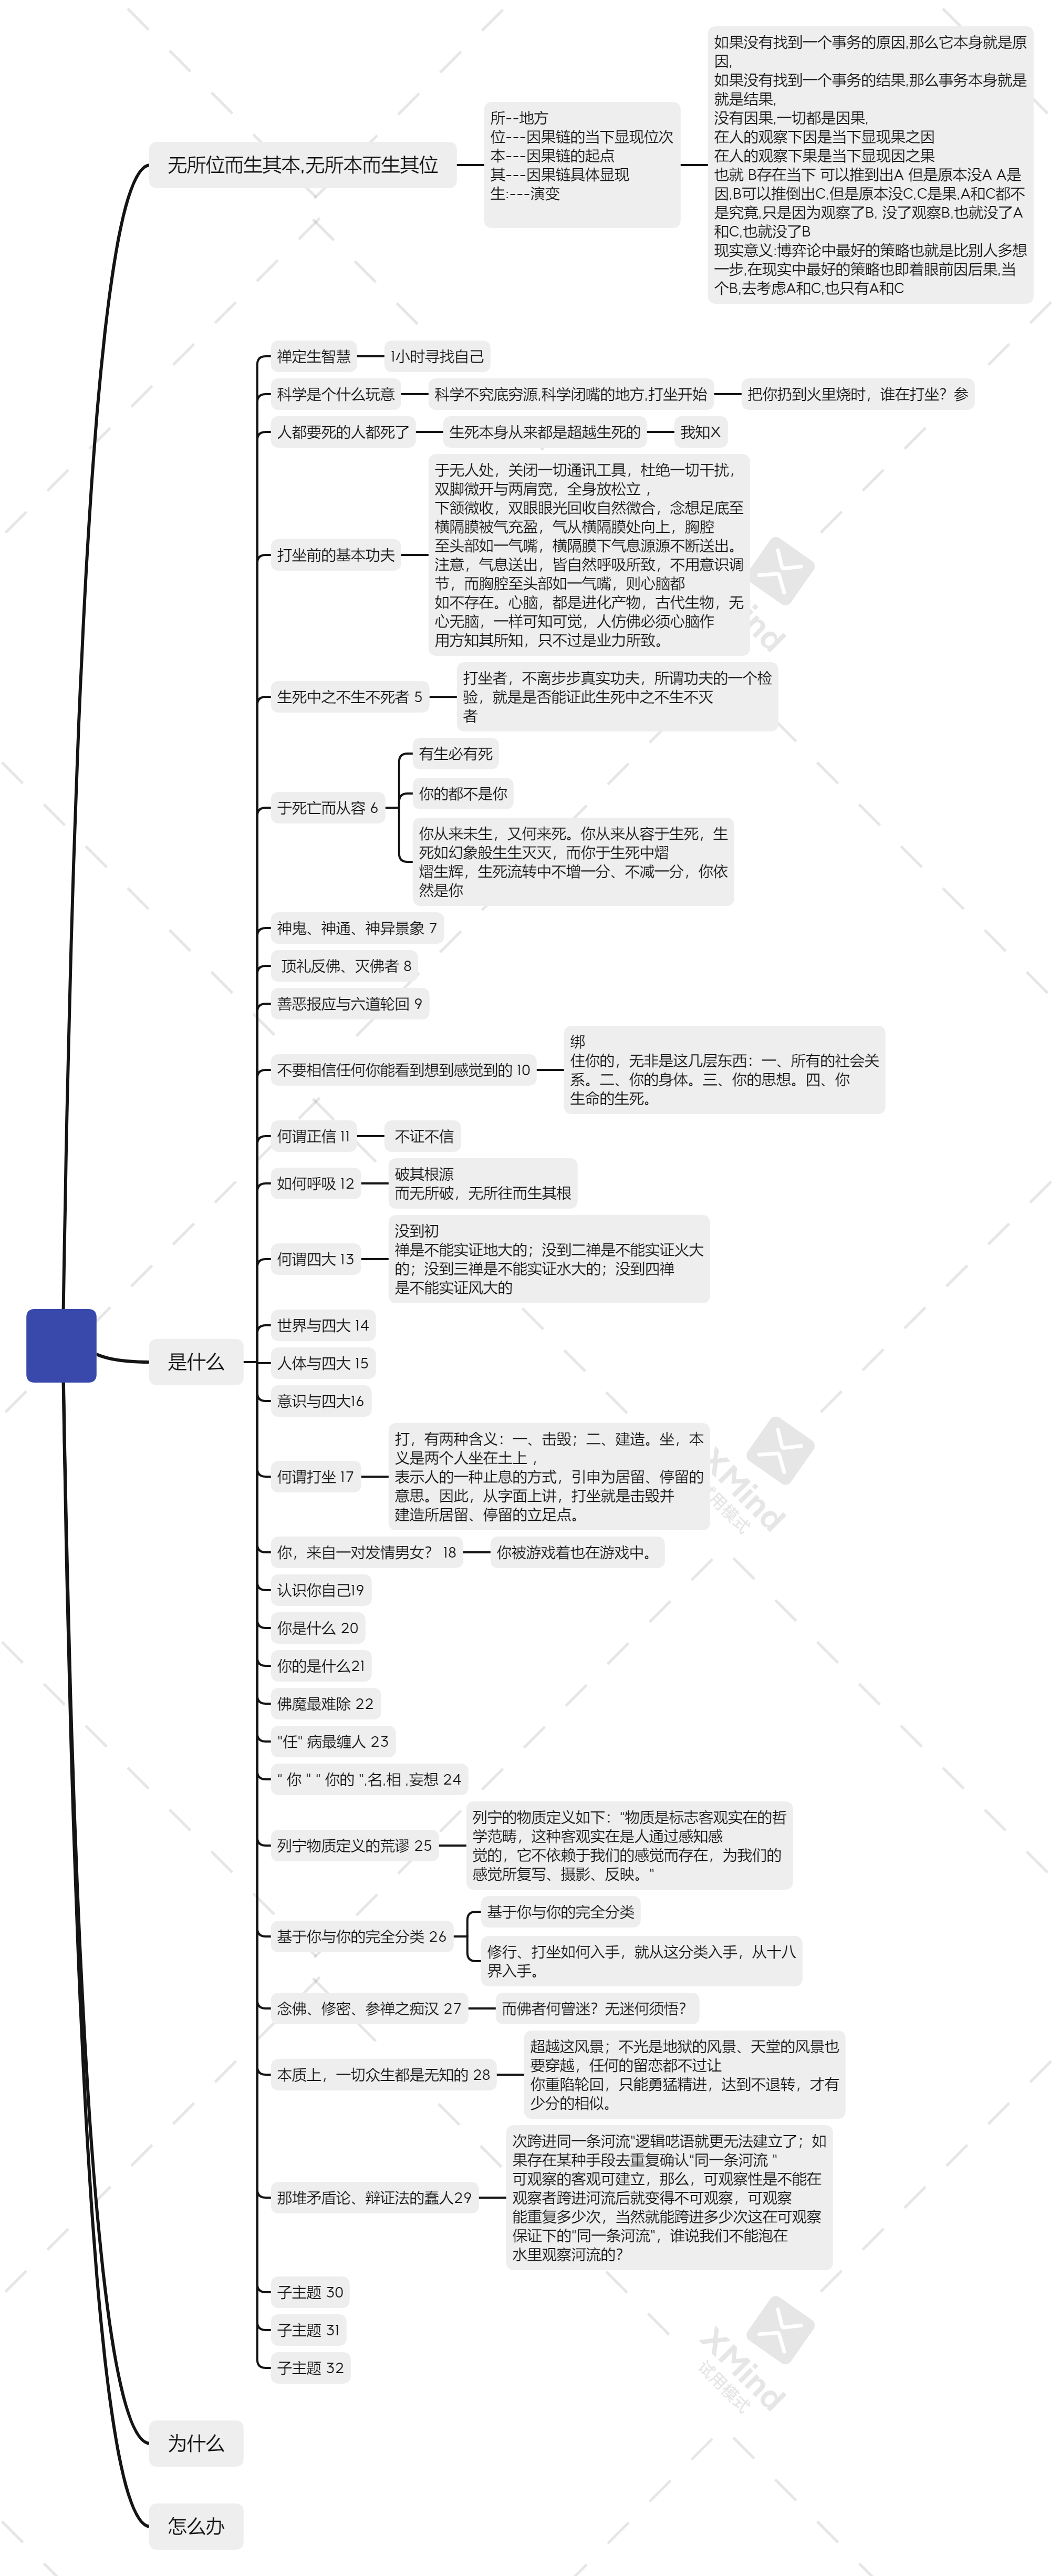 无所位而生其本,无所本而生其位
所--地方
位---因果链的当下显现位次
本---因果链的起点
其---因果链具体显现
生:---演变
如果没有找到一个事务的原因,那么它本身就是原
因,
如果没有找到一个事务的结果,那么事务本身就是
就是结果,
没有因果,一切都是因果,
在人的观察下因是当下显现果之因
在人的观察下果是当下显现因之果
也就 B存在当下 可以推到出A 但是原本没A A是
因,B可以推倒出C,但是原本没C,C是果,A和C都不
是究竟,只是因为观察了B, 没了观察B,也就没了A
和C,也就没了B
现实意义:博弈论中最好的策略也就是比别人多想
一步,在现实中最好的策略也即着眼前因后果,当
个B,去考虑A和C,也只有A和C
禅定生智慧
1小时寻找自己
科学是个什么玩意
科学不究底穷源,科学闭嘴的地方,打坐开始
把你扔到火里烧时，谁在打坐？参
人都要死的人都死了
生死本身从来都是超越生死的
我知X
打坐前的基本功夫
于无人处，关闭一切通讯工具，杜绝一切干扰，
双脚微开与两肩宽，全身放松立 ，
下颌微收，双眼眼光回收自然微合，念想足底至
横隔膜被气充盈，气从横隔膜处向上，胸腔
至头部如一气嘴，横隔膜下气息源源不断送出。
注意，气息送出，皆自然呼吸所致，不用意识调
节，而胸腔至头部如一气嘴，则心脑都
如不存在。心脑，都是进化产物，古代生物，无
心无脑，一样可知可觉，人仿佛必须心脑作
用方知其所知，只不过是业力所致。
生死中之不生不死者 5
打坐者，不离步步真实功夫，所谓功夫的一个检
验，就是是否能证此生死中之不生不灭
者
于死亡而从容 6
有生必有死
你的都不是你
你从来未生，又何来死。你从来从容于生死，生
死如幻象般生生灭灭，而你于生死中熠
熠生辉，生死流转中不增一分、不减一分，你依
然是你
神鬼、神通、神异景象 7
顶礼反佛、灭佛者 8
善恶报应与六道轮回 9
不要相信任何你能看到想到感觉到的 10
绑
住你的，无非是这几层东西：一、所有的社会关
系。二、你的身体。三、你的思想。四、你
生命的生死。
何谓正信 11
不证不信
如何呼吸 12
破其根源
而无所破，无所往而生其根
何谓四大 13
没到初
禅是不能实证地大的；没到二禅是不能实证火大
的；没到三禅是不能实证水大的；没到四禅
是不能实证风大的
世界与四大 14
人体与四大 15
意识与四大16
何谓打坐 17
打，有两种含义：一、击毁；二、建造。坐，本
义是两个人坐在土上 ，
表示人的一种止息的方式，引申为居留、停留的
意思。因此，从字面上讲，打坐就是击毁并
建造所居留、停留的立足点。
你，来自一对发情男女？ 18
你被游戏着也在游戏中。
认识你自己19
你是什么 20
你的是什么21
佛魔最难除 22
"任" 病最缠人 23
“ 你 ” “ 你的 ”,名,相 ,妄想 24
列宁物质定义的荒谬 25
列宁的物质定义如下：“物质是标志客观实在的哲
学范畴，这种客观实在是人通过感知感
觉的，它不依赖于我们的感觉而存在，为我们的
感觉所复写、摄影、反映。”
基于你与你的完全分类 26
基于你与你的完全分类
修行、打坐如何入手，就从这分类入手，从十八
界入手。
念佛、修密、参禅之痴汉 27
而佛者何曾迷？无迷何须悟？
本质上，一切众生都是无知的 28
超越这风景；不光是地狱的风景、天堂的风景也
要穿越，任何的留恋都不过让
你重陷轮回，只能勇猛精进，达到不退转，才有
少分的相似。
那堆矛盾论、辩证法的蠢人29
次跨进同一条河流”逻辑呓语就更无法建立了；如
果存在某种手段去重复确认“同一条河流 ”
可观察的客观可建立，那么，可观察性是不能在
观察者跨进河流后就变得不可观察，可观察
能重复多少次，当然就能跨进多少次这在可观察
保证下的“同一条河流”，谁说我们不能泡在
水里观察河流的？
子主题 30
子主题 31
子主题 32
是什么
为什么
怎么办
XMind
试用模式
XMind
试用模式